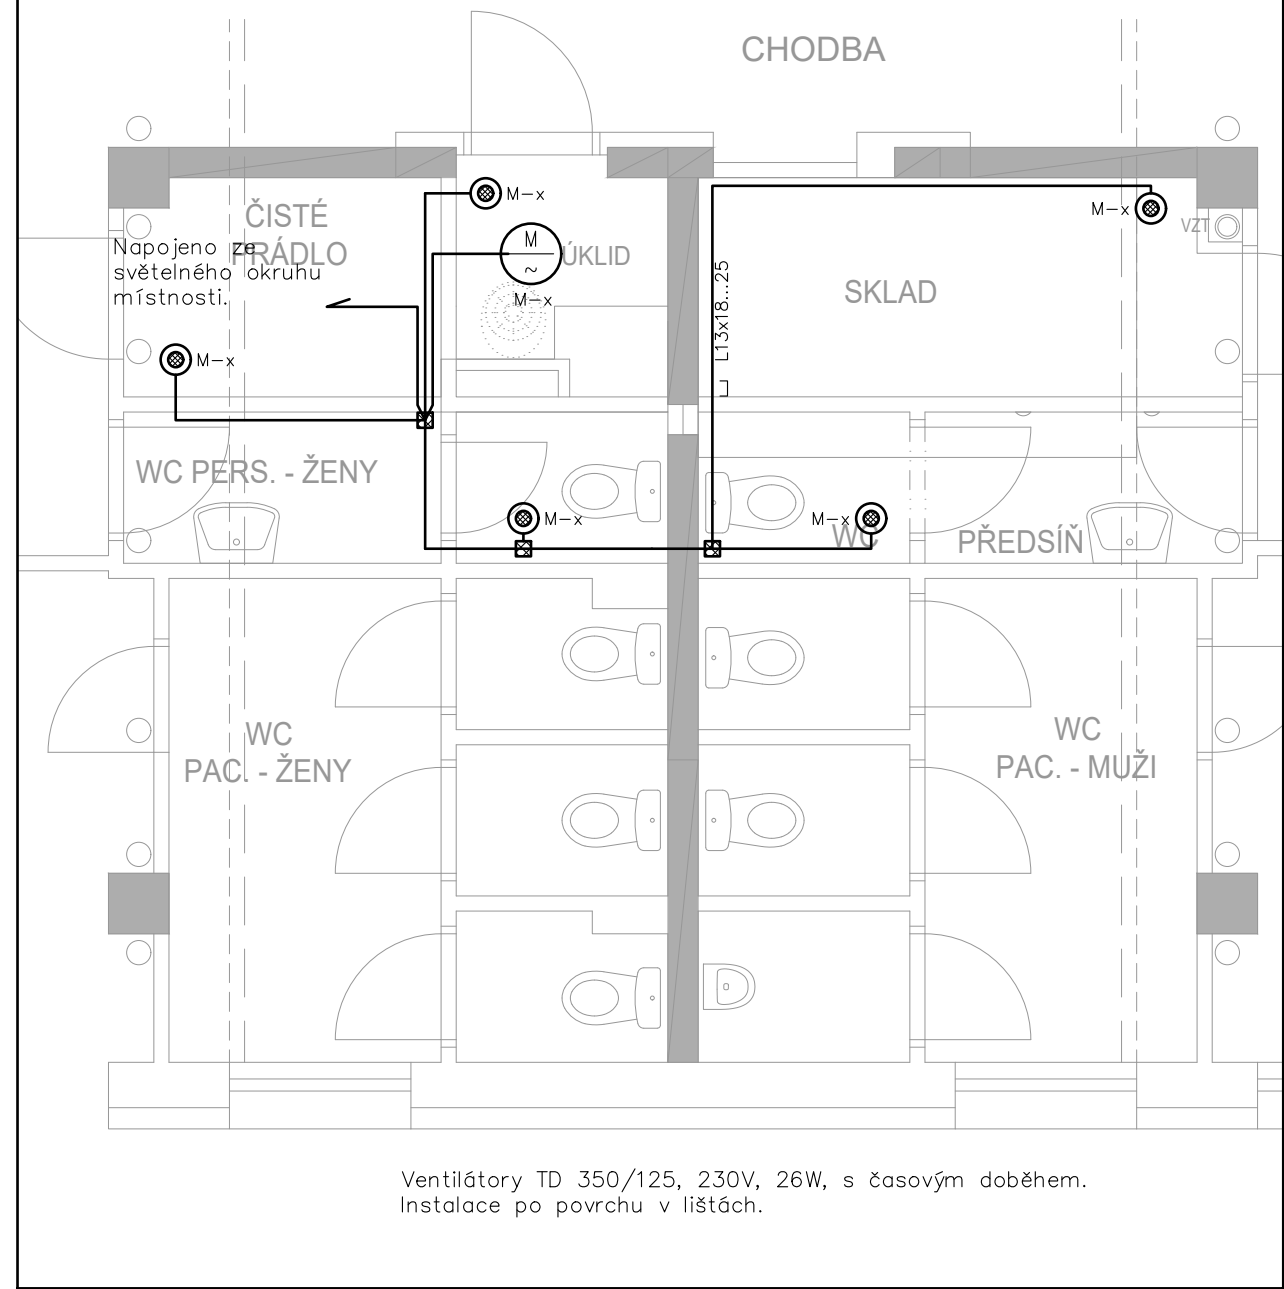 CHODBA
M-x
ČISTÉ
PRÁDLO
M-x
VZT
Napojeno ze
světelného okruhu
místnosti.
M
~
ÚKLID
M-x
SKLAD
L13x18...25
M-x
WC PERS. - ŽENY
M-x
M-x
WC
PŘEDSÍŇ
WC
PAC. - ŽENY
WC
PAC. - MUŽI
Ventilátory TD 350/125, 230V, 26W, s časovým doběhem.
Instalace po povrchu v lištách.